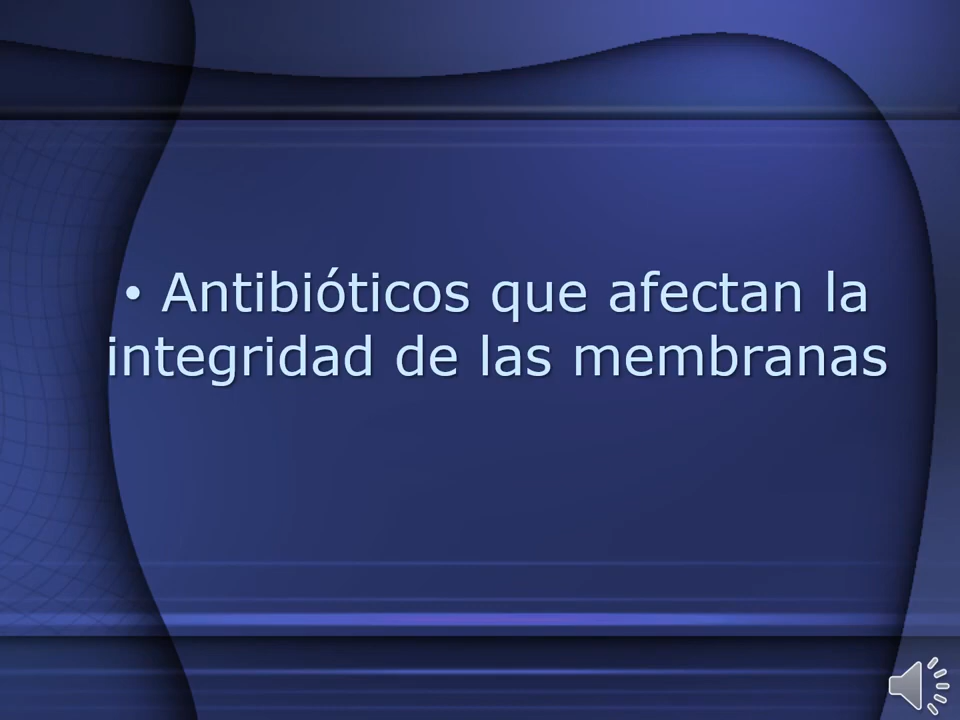 • Antibióticos que afectan la
integridad de las membranas